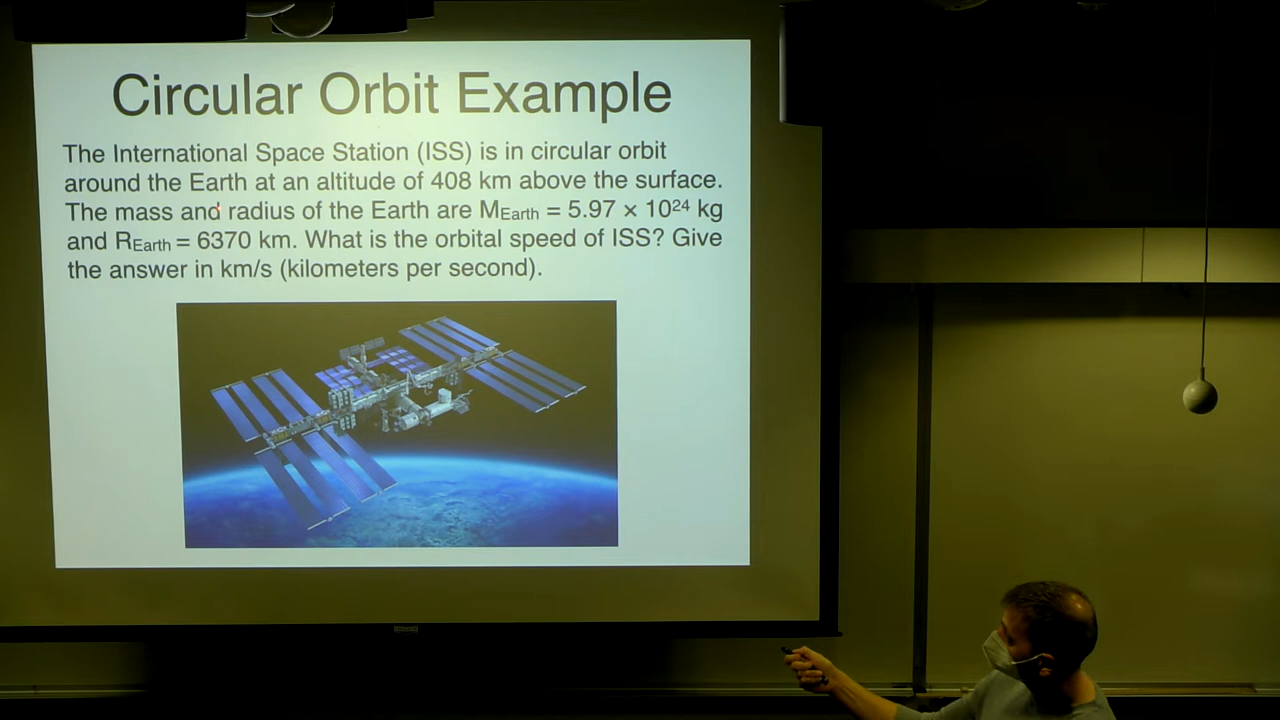 Circular Orbit Example
The International Space Station (ISS) is in circular orbit
around the Earth at an altitude of 408 km above the surface.
The mass and radius of the Earth are MEarth = 5.97 × 10²⁴ kg
and REarth = 6370 km. What is the orbital speed of ISS? Give
the answer in km/s (kilometers per second).